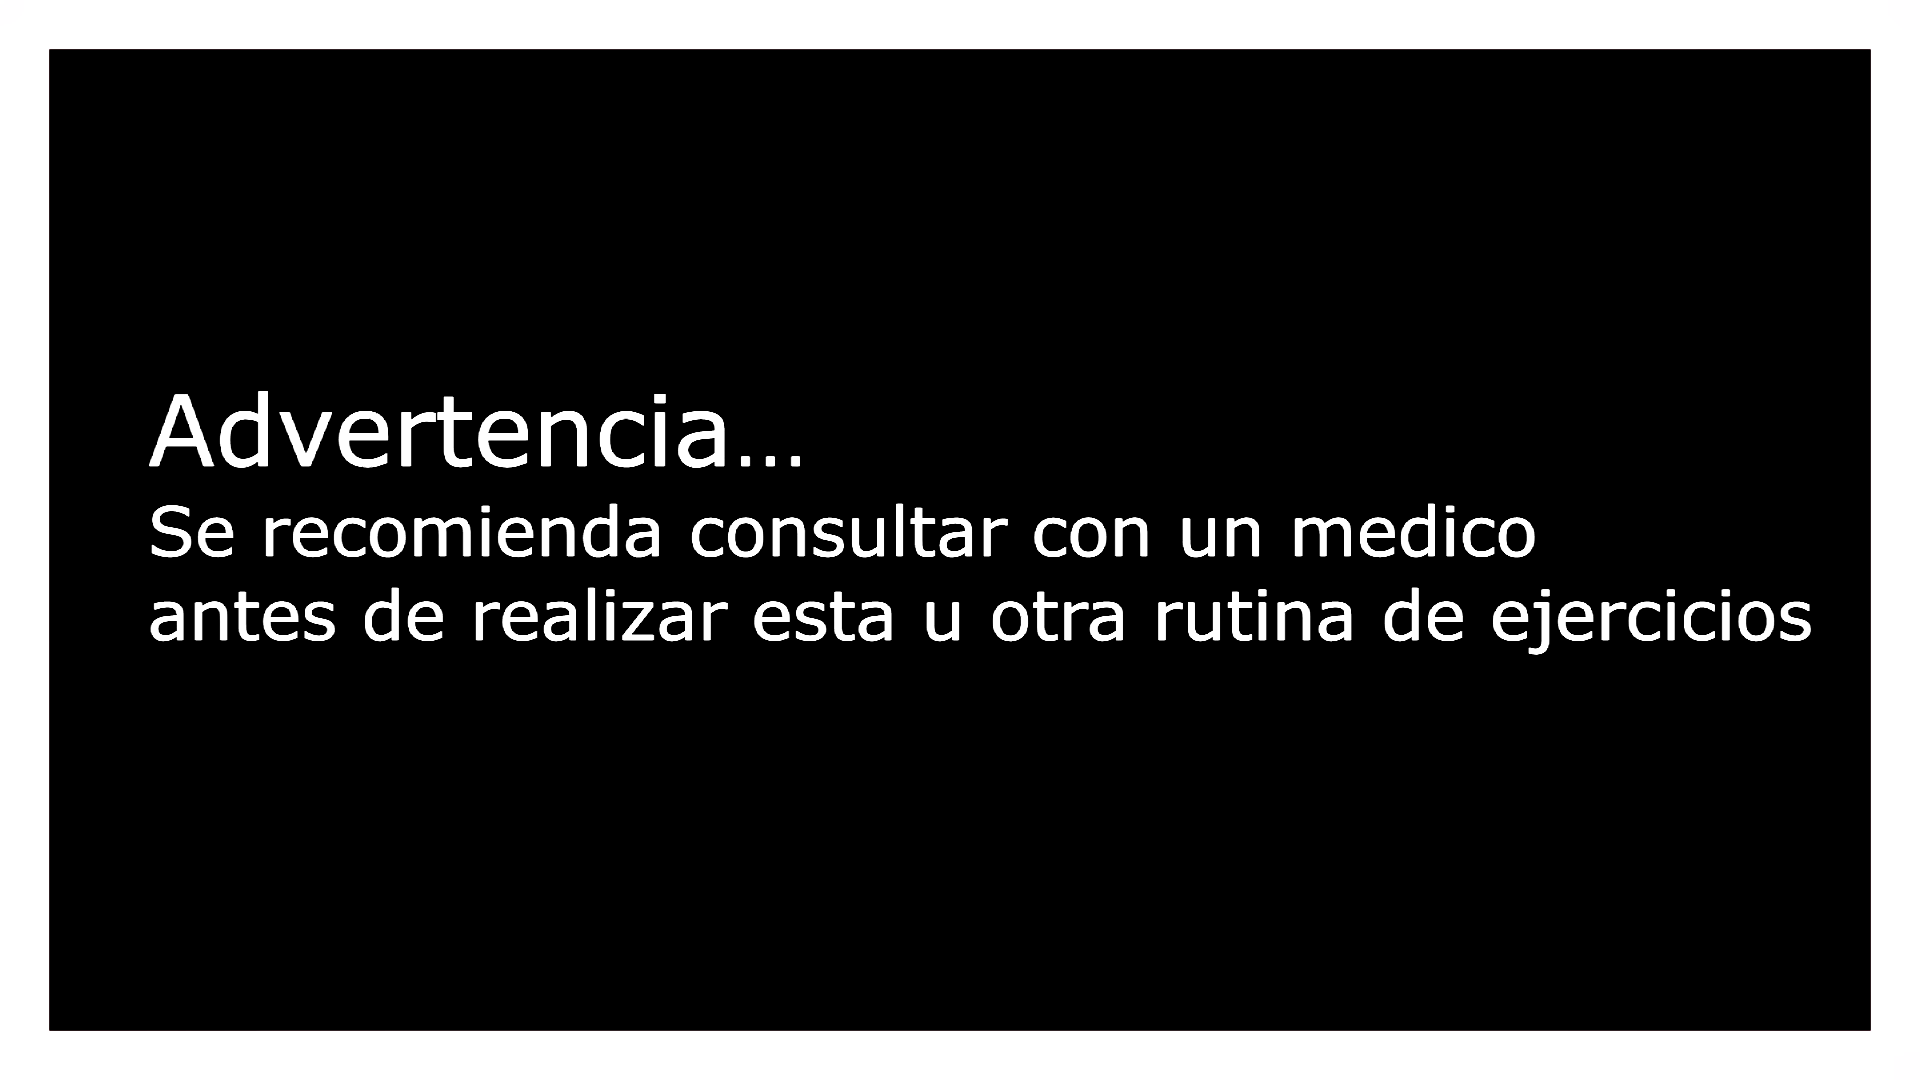 Advertencia...
Se recomienda consultar con un medico
antes de realizar esta u otra rutina de ejercicios